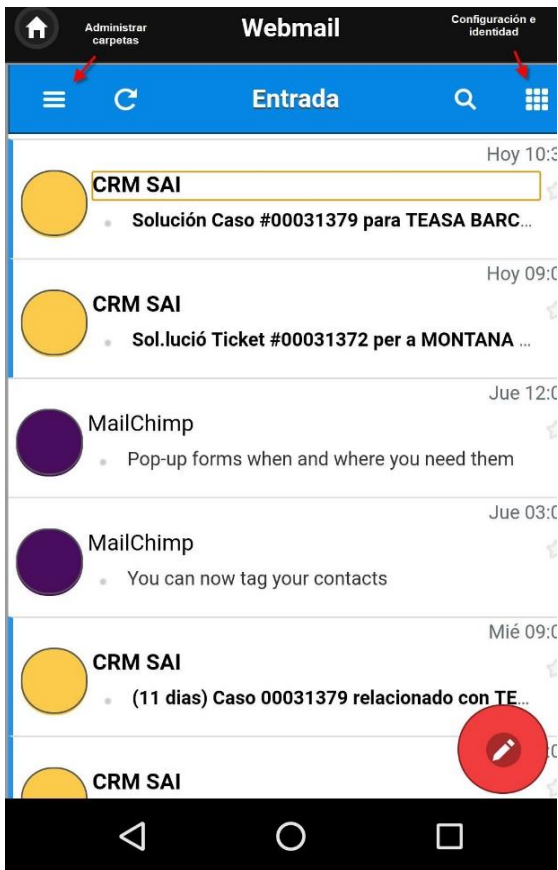 Administrar
carpetas
Webmail
Configuración e
identidad
Entrada
Hoy 10:3
CRM SAI
Solución Caso #00031379 para TEASA BARC...
Hoy 09:0
CRM SAI
Sol.lució Ticket #00031372 per a MONTANA ...
Jue 12:0
MailChimp
Pop-up forms when and where you need them
Jue 03:0
MailChimp
You can now tag your contacts
Mié 09:0
CRM SAI
(11 dias) Caso 00031379 relacionado con TE...
CRM SAI